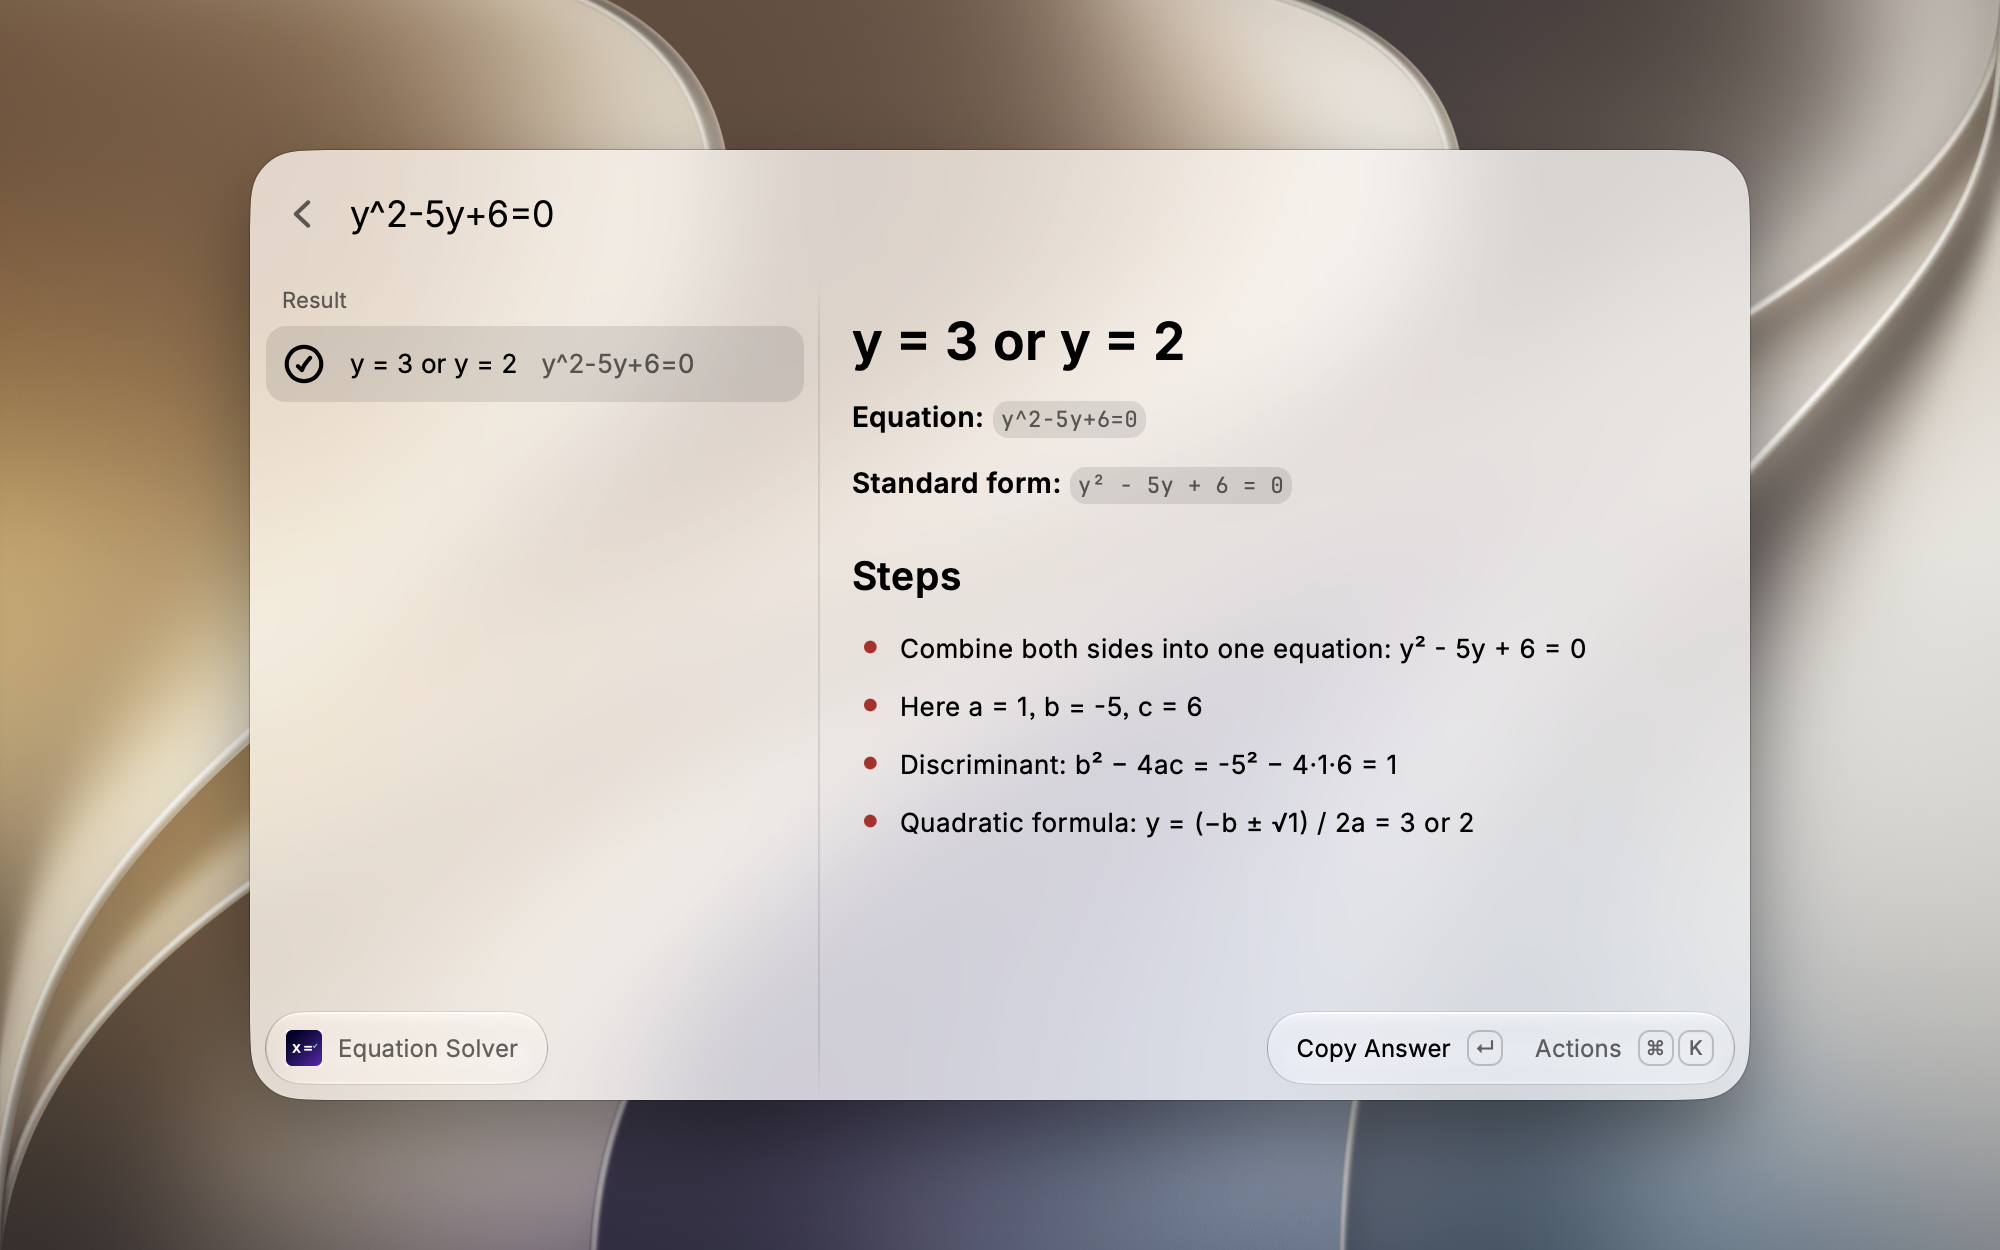 y^2-5y+6=0
Result
y = 3 or y = 2 y^2-5y+6=0
y = 3 or y = 2
Equation: y^2-5y+6=0
Standard form: y² - 5y + 6 = 0
Steps
• Combine both sides into one equation: y² - 5y + 6 = 0
• Here a = 1, b = -5, c = 6
• Discriminant: b² − 4ac = -5² − 4·1·6 = 1
• Quadratic formula: y = (−b ± √1) / 2a = 3 or 2
x =✓ Equation Solver
Copy Answer ↵ Actions ⌘ K